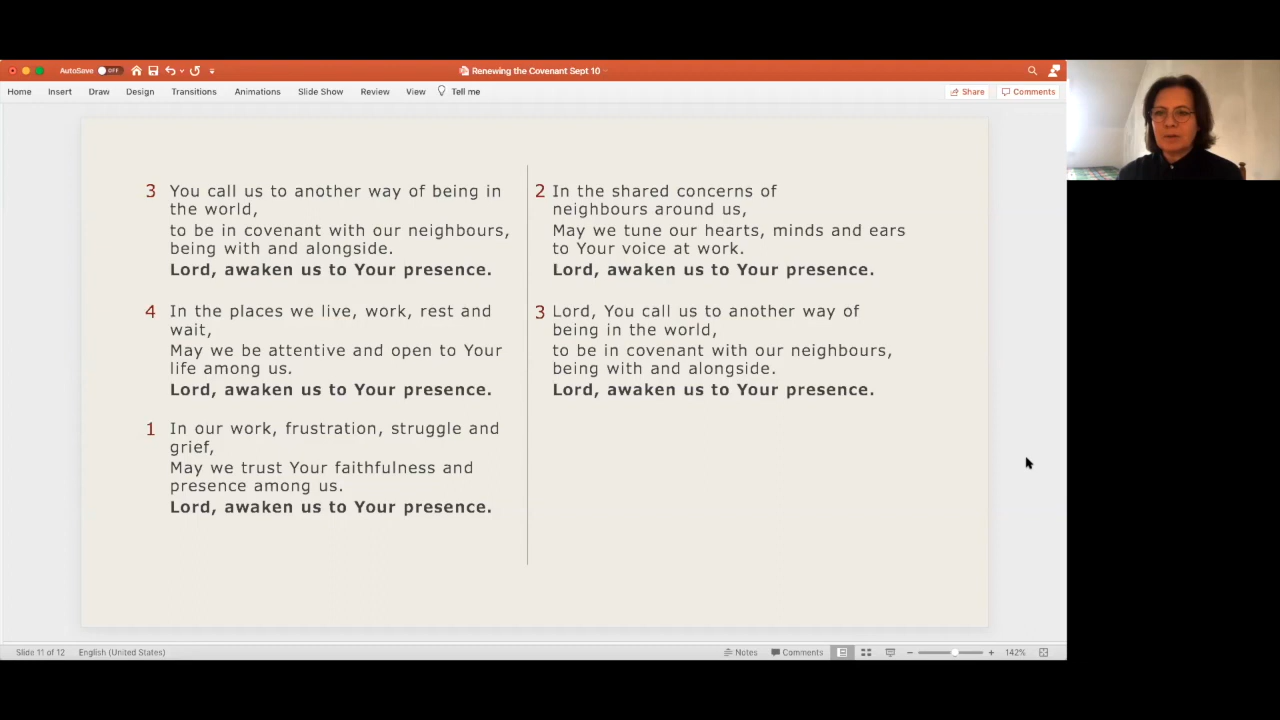 AutoSave OFF
Renewing the Covenant Sept 10
Home Insert Draw Design Transitions Animations Slide Show Review View Tell me Share Comments
3 You call us to another way of being in
the world,
to be in covenant with our neighbours,
being with and alongside.
Lord, awaken us to Your presence.
4 In the places we live, work, rest and
wait,
May we be attentive and open to Your
life among us.
Lord, awaken us to Your presence.
1 In our work, frustration, struggle and
grief,
May we trust Your faithfulness and
presence among us.
Lord, awaken us to Your presence.
2 In the shared concerns of
neighbours around us,
May we tune our hearts, minds and ears
to Your voice at work.
Lord, awaken us to Your presence.
3 Lord, You call us to another way of
being in the world,
to be in covenant with our neighbours,
being with and alongside.
Lord, awaken us to Your presence.
Slide 11 of 12 English (United States) Notes Comments 142%